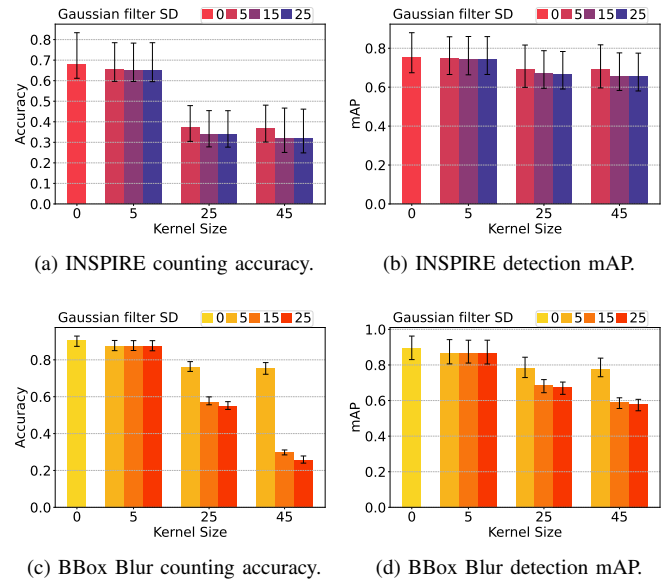 Gaussian filter SD 0 5 15 25
Accuracy
0.8
0.7
0.6
0.5
0.4
0.3
0.2
0.1
0.0
0 5 25 45
Kernel Size
(a) INSPIRE counting accuracy.
Gaussian filter SD 0 5 15 25
mAP
0.8
0.6
0.4
0.2
0.0
0 5 25 45
Kernel Size
(b) INSPIRE detection mAP.
Gaussian filter SD 0 5 15 25
Accuracy
0.8
0.6
0.4
0.2
0.0
0 5 25 45
Kernel Size
(c) BBox Blur counting accuracy.
Gaussian filter SD 0 5 15 25
mAP
1.0
0.8
0.6
0.4
0.2
0.0
0 5 25 45
Kernel Size
(d) BBox Blur detection mAP.